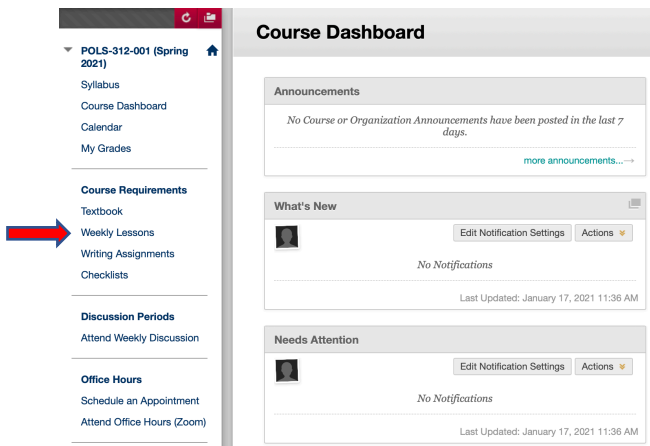 POLS-312-001 (Spring
2021)
Syllabus
Course Dashboard
Calendar
My Grades
Course Requirements
Textbook
Weekly Lessons
Writing Assignments
Checklists
Discussion Periods
Attend Weekly Discussion
Office Hours
Schedule an Appointment
Attend Office Hours (Zoom)
Course Dashboard
Announcements
No Course or Organization Announcements have been posted in the last 7
days.
more announcements...→
What's New
Edit Notification Settings Actions
No Notifications
Last Updated: January 17, 2021 11:36 AM
Needs Attention
Edit Notification Settings Actions
No Notifications
Last Updated: January 17, 2021 11:36 AM